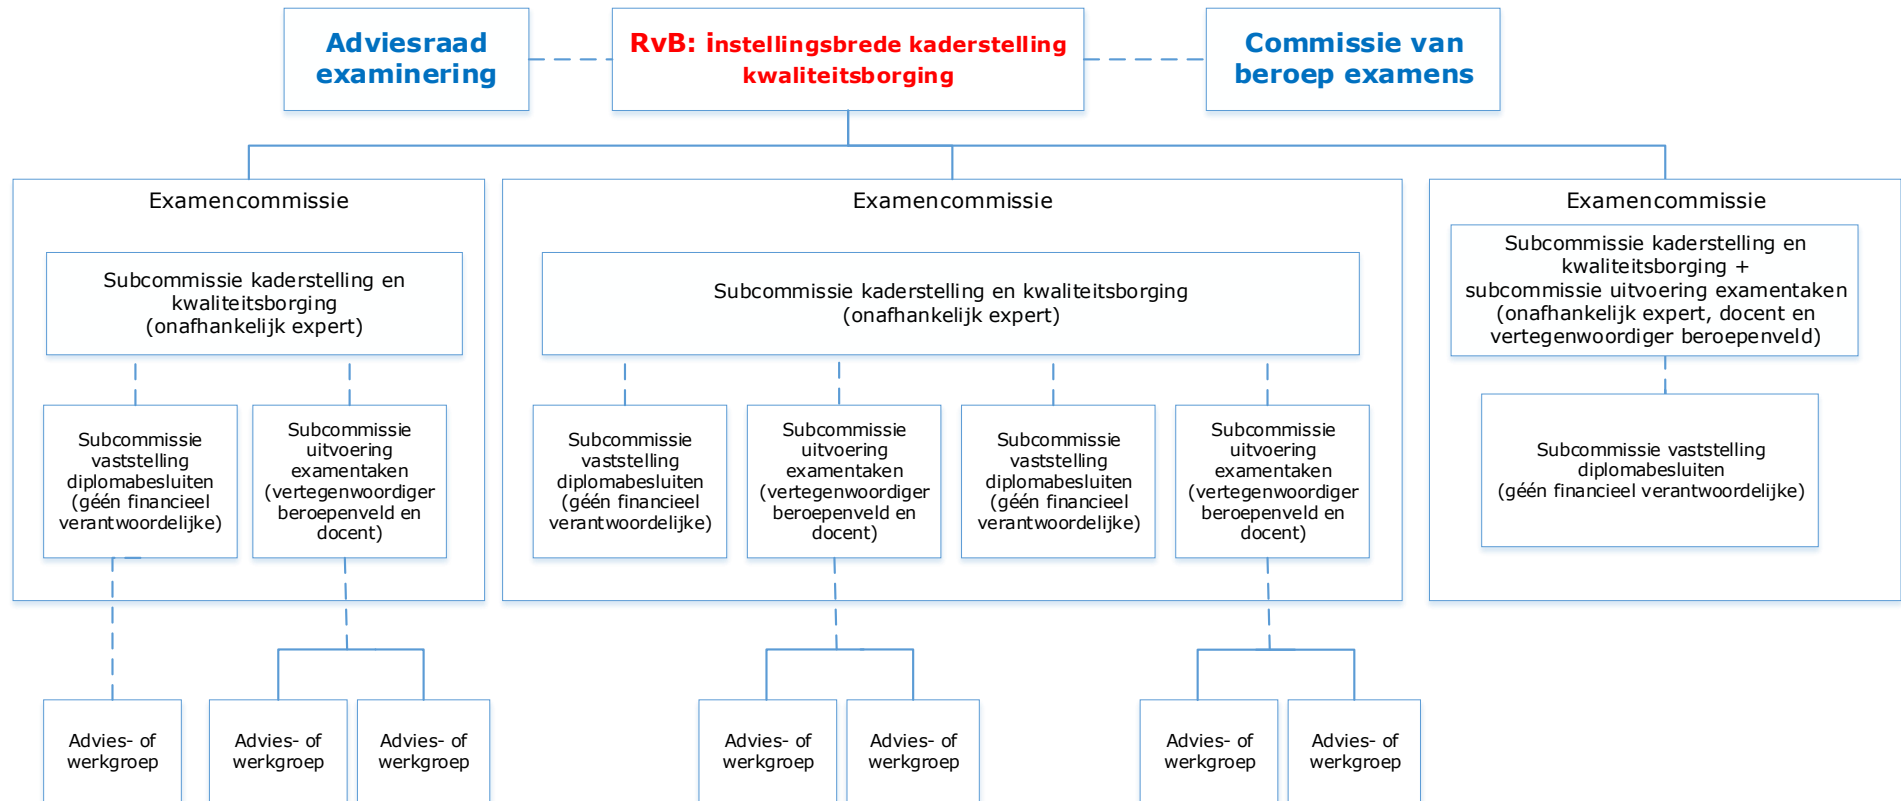 Adviesraad
examinering
RvB: instellingsbrede kaderstelling
kwaliteitsborging
Commissie van
beroep examens
Examencommissie
Subcommissie kaderstelling en
kwaliteitsborging
(onafhankelijk expert)
Subcommissie
vaststelling
diplomabesluiten
(géén financieel
verantwoordelijke)
Subcommissie
uitvoering
examentaken
(vertegenwoordiger
beroepenveld en
docent)
Examencommissie
Subcommissie kaderstelling en kwaliteitsborging
(onafhankelijk expert)
Subcommissie
vaststelling
diplomabesluiten
(géén financieel
verantwoordelijke)
Subcommissie
uitvoering
examentaken
(vertegenwoordiger
beroepenveld en
docent)
Subcommissie
vaststelling
diplomabesluiten
(géén financieel
verantwoordelijke)
Subcommissie
uitvoering
examentaken
(vertegenwoordiger
beroepenveld en
docent)
Examencommissie
Subcommissie kaderstelling en
kwaliteitsborging +
subcommissie uitvoering examentaken
(onafhankelijk expert, docent en
vertegenwoordiger beroepenveld)
Subcommissie vaststelling
diplomabesluiten
(géén financieel verantwoordelijke)
Advies- of
werkgroep
Advies- of
werkgroep
Advies- of
werkgroep
Advies- of
werkgroep
Advies- of
werkgroep
Advies- of
werkgroep
Advies- of
werkgroep